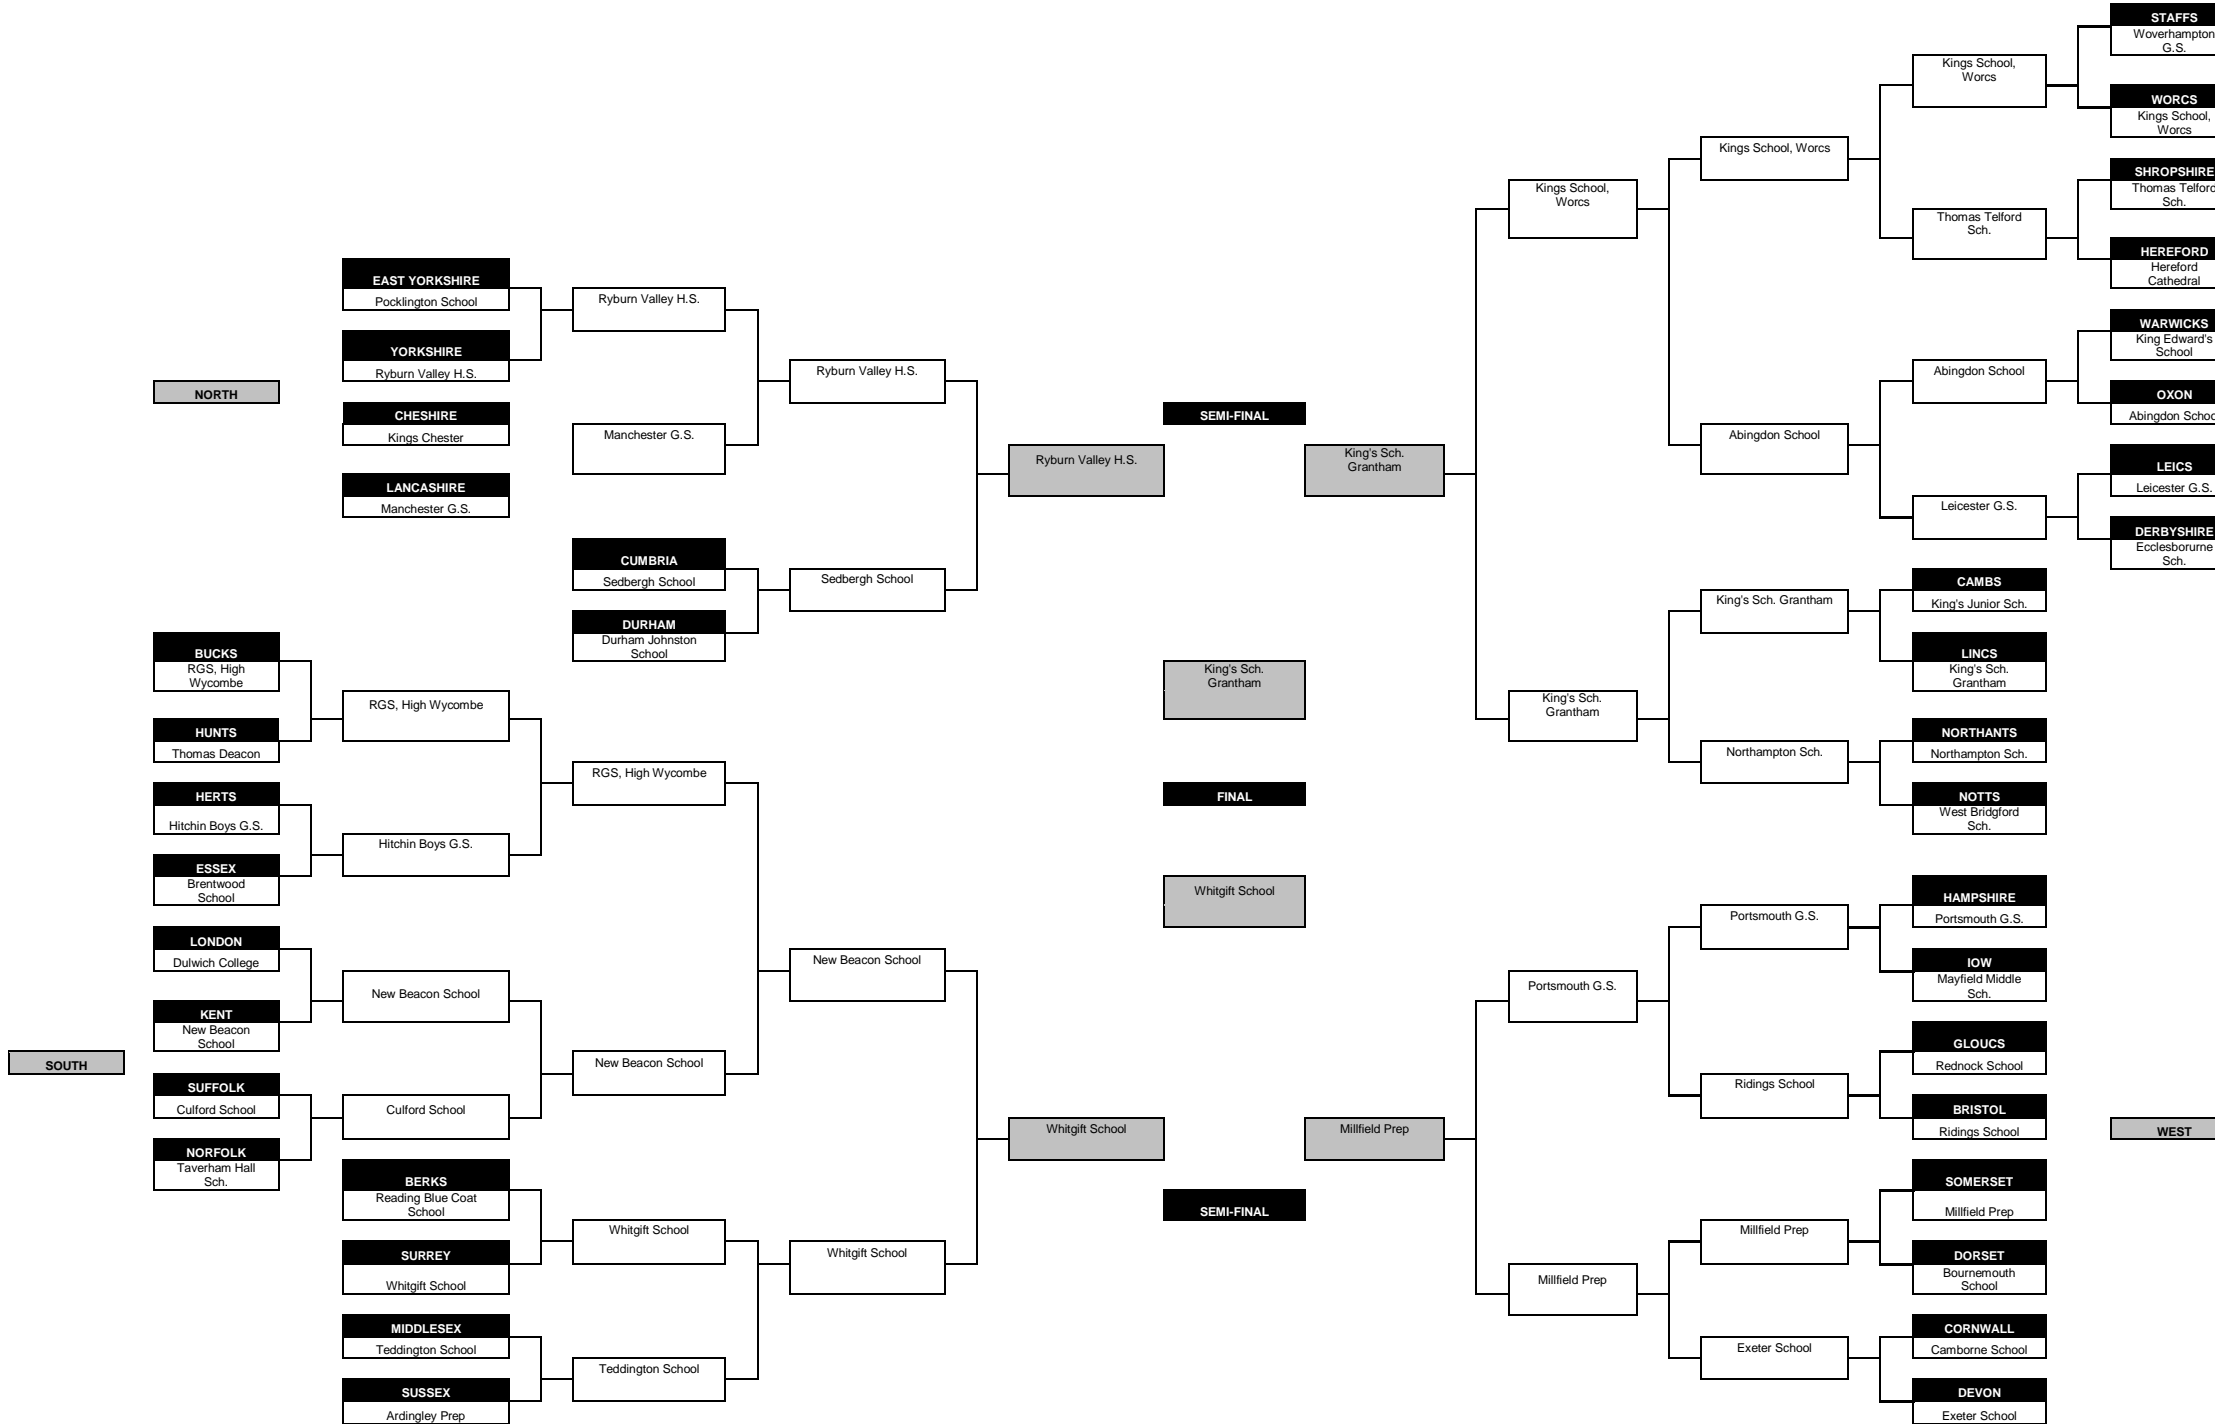 NORTH
EAST YORKSHIRE
Pocklington School
YORKSHIRE
Ryburn Valley H.S.
CHESHIRE
Kings Chester
LANCASHIRE
Manchester G.S.
Ryburn Valley H.S.
Manchester G.S.
CUMBRIA
Sedbergh School
DURHAM
Durham Johnston
School
Ryburn Valley H.S.
Sedbergh School
Ryburn Valley H.S.
SOUTH
BUCKS
RGS, High
Wycombe
HUNTS
Thomas Deacon
HERTS
Hitchin Boys G.S.
ESSEX
Brentwood
School
LONDON
Dulwich College
KENT
New Beacon
School
SUFFOLK
Culford School
NORFOLK
Taverham Hall
Sch.
RGS, High Wycombe
Hitchin Boys G.S.
New Beacon School
Culford School
BERKS
Reading Blue Coat
School
SURREY
Whitgift School
MIDDLESEX
Teddington School
SUSSEX
Ardingley Prep
RGS, High Wycombe
New Beacon School
Whitgift School
Teddington School
New Beacon School
Whitgift School
Whitgift School
SEMI-FINAL
King's Sch.
Grantham
FINAL
Whitgift School
SEMI-FINAL
King's Sch.
Grantham
Kings School,
Worcs
King's Sch.
Grantham
Kings School, Worcs
Abingdon School
King's Sch. Grantham
Northampton Sch.
Kings School,
Worcs
Thomas Telford
Sch.
Abingdon School
Leicester G.S.
CAMBS
King's Junior Sch.
LINCS
King's Sch.
Grantham
NORTHANTS
Northampton Sch.
NOTTS
West Bridgford
Sch.
STAFFS
Woverhampton
G.S.
WORCS
Kings School,
Worcs
SHROPSHIRE
Thomas Telford
Sch.
HEREFORD
Hereford
Cathedral
WARWICKS
King Edward's
School
OXON
Abingdon Schoo
LEICS
Leicester G.S.
DERBYSHIRE
Ecclesborurne
Sch.
Millfield Prep
Portsmouth G.S.
Millfield Prep
Portsmouth G.S.
Ridings School
Millfield Prep
Exeter School
HAMPSHIRE
Portsmouth G.S.
IOW
Mayfield Middle
Sch.
GLOUCS
Rednock School
BRISTOL
Ridings School
SOMERSET
Millfield Prep
DORSET
Bournemouth
School
CORNWALL
Camborne School
DEVON
Exeter School
WEST